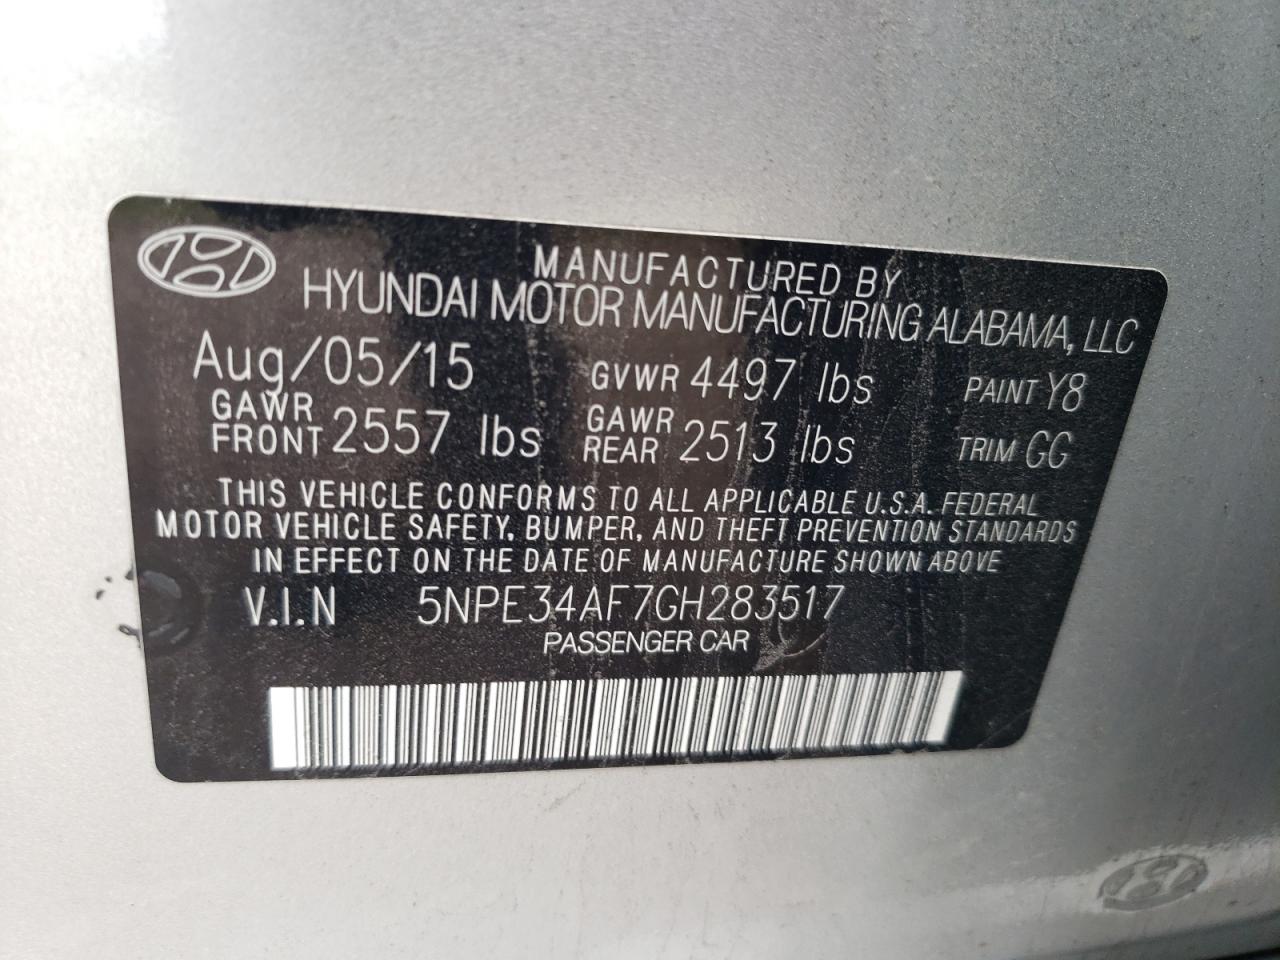 MANUFACTURED BY
HYUNDAI MOTOR MANUFACTURING ALABAMA, LLC
Aug/05/15 GVWR 4497 lbs PAINT Y8
GAWR FRONT 2557 lbs GAWR REAR 2513 lbs TRIM GG
THIS VEHICLE CONFORMS TO ALL APPLICABLE U.S.A. FEDERAL
MOTOR VEHICLE SAFETY, BUMPER, AND THEFT PREVENTION STANDARDS
IN EFFECT ON THE DATE OF MANUFACTURE SHOWN ABOVE
V.I.N 5NPE34AF7GH283517
PASSENGER CAR